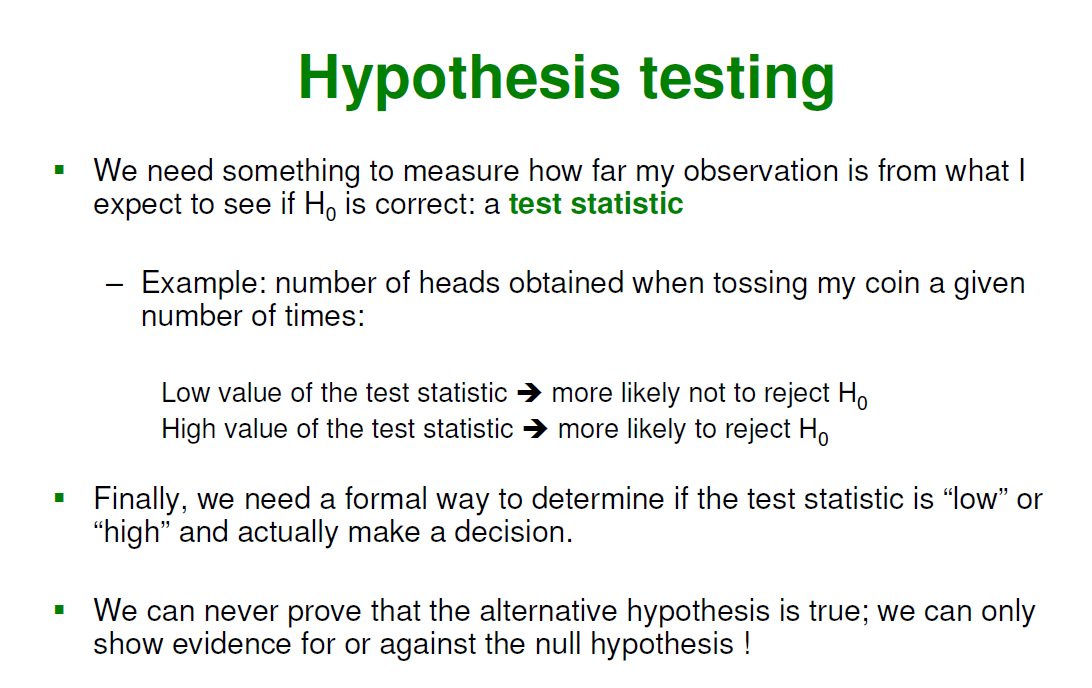 Hypothesis testing
▪ We need something to measure how far my observation is from what I
expect to see if H₀ is correct: a test statistic
– Example: number of heads obtained when tossing my coin a given
number of times:
Low value of the test statistic ➔ more likely not to reject H₀
High value of the test statistic ➔ more likely to reject H₀
▪ Finally, we need a formal way to determine if the test statistic is “low” or
“high” and actually make a decision.
▪ We can never prove that the alternative hypothesis is true; we can only
show evidence for or against the null hypothesis !